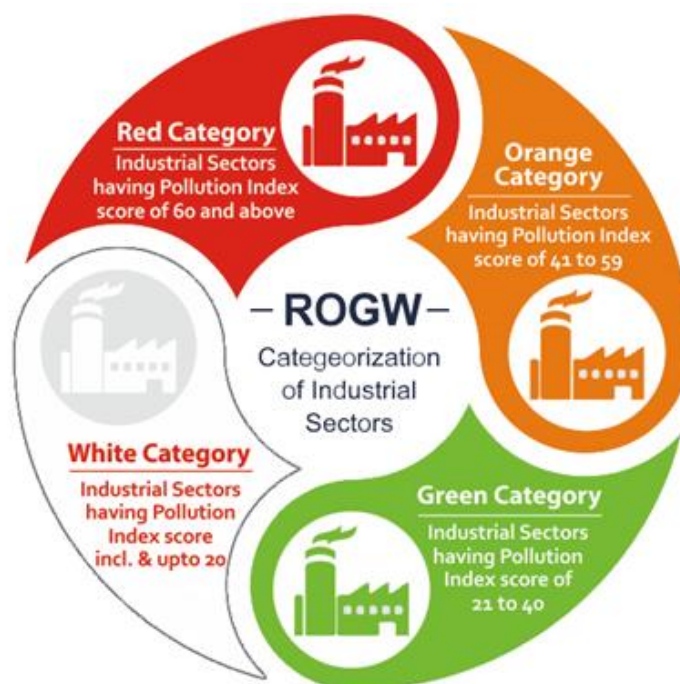 Red Category
Industrial Sectors
having Pollution Index
score of 60 and above
Orange
Category
Industrial Sectors
having Pollution Index
score of 41 to 59
– ROGW –
Categeorization
of Industrial
Sectors
White Category
Industrial Sectors
having Pollution
Index score
incl. & upto 20
Green Category
Industrial Sectors
having Pollution
Index score of
21 to 40